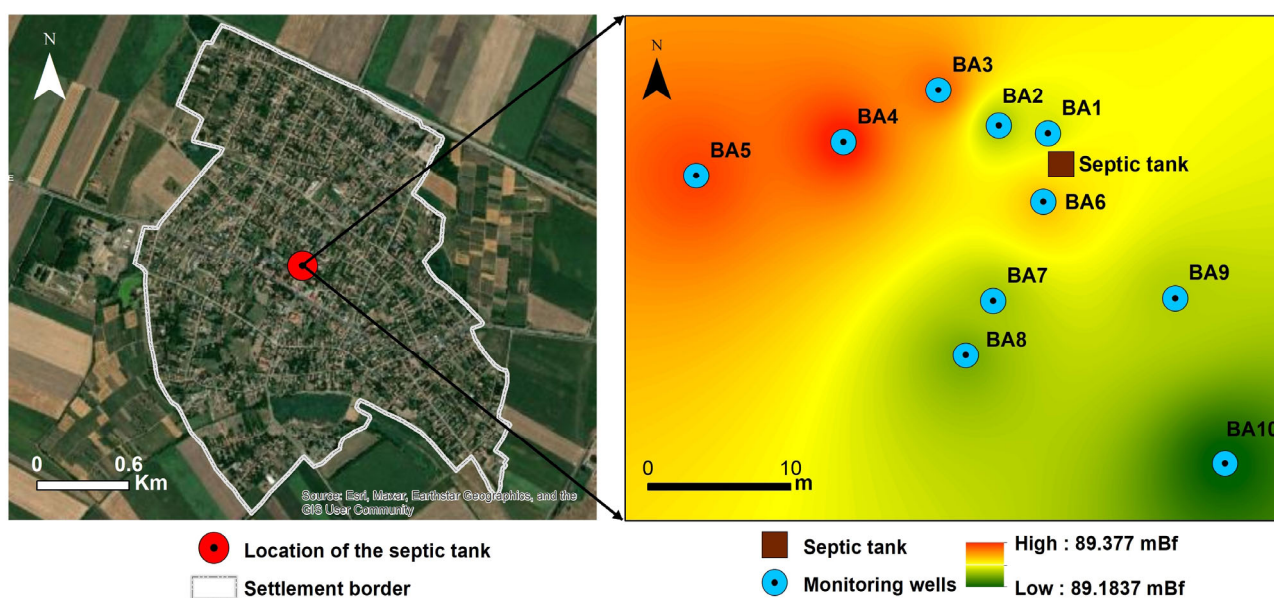 N
E
0 0.6
Km
Source: Esri, Maxar, Earthstar Geographics, and the
GIS User Community
N
BA3
BA2
BA1
BA4
BA5
Septic tank
BA6
BA7
BA9
BA8
BA10
0 10
m
Location of the septic tank
Settlement border
Septic tank
Monitoring wells
High : 89.377 mBf
Low : 89.1837 mBf